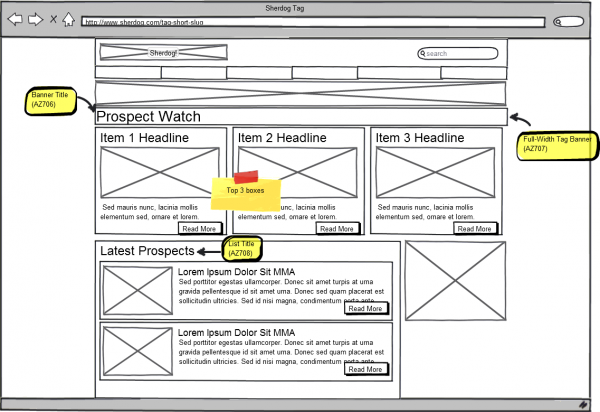 Sherdog Tag
http://www.sherdog.com/tag-short-slug
Sherdog!
search
Banner Title
(AZ706)
Prospect Watch
Full-Width Tag Banner
(AZ707)
Item 1 Headline
Item 2 Headline
Item 3 Headline
Top 3 boxes
Sed mauris nunc, lacinia mollis
elementum sed, ornare et lorem.
Read More
nunc, lacinia mollis
sed, ornare et lorem.
Read More
Sed mauris nunc, lacinia mollis
elementum sed, ornare et lorem.
Read More
Latest Prospects
List Title
(AZ708)
Lorem Ipsum Dolor Sit MMA
Sed porttitor egestas ullamcorper. Donec sit amet turpis at urna
gravida pellentesque id sit amet urna. Donec sed quam placerat est
sollicitudin ultricies. Sed id nisi magna, condimentum porta ante.
Read More
Lorem Ipsum Dolor Sit MMA
Sed porttitor egestas ullamcorper. Donec sit amet turpis at urna
gravida pellentesque id sit amet urna. Donec sed quam placerat est
sollicitudin ultricies. Sed id nisi magna, condimentum porta ante.
Read More